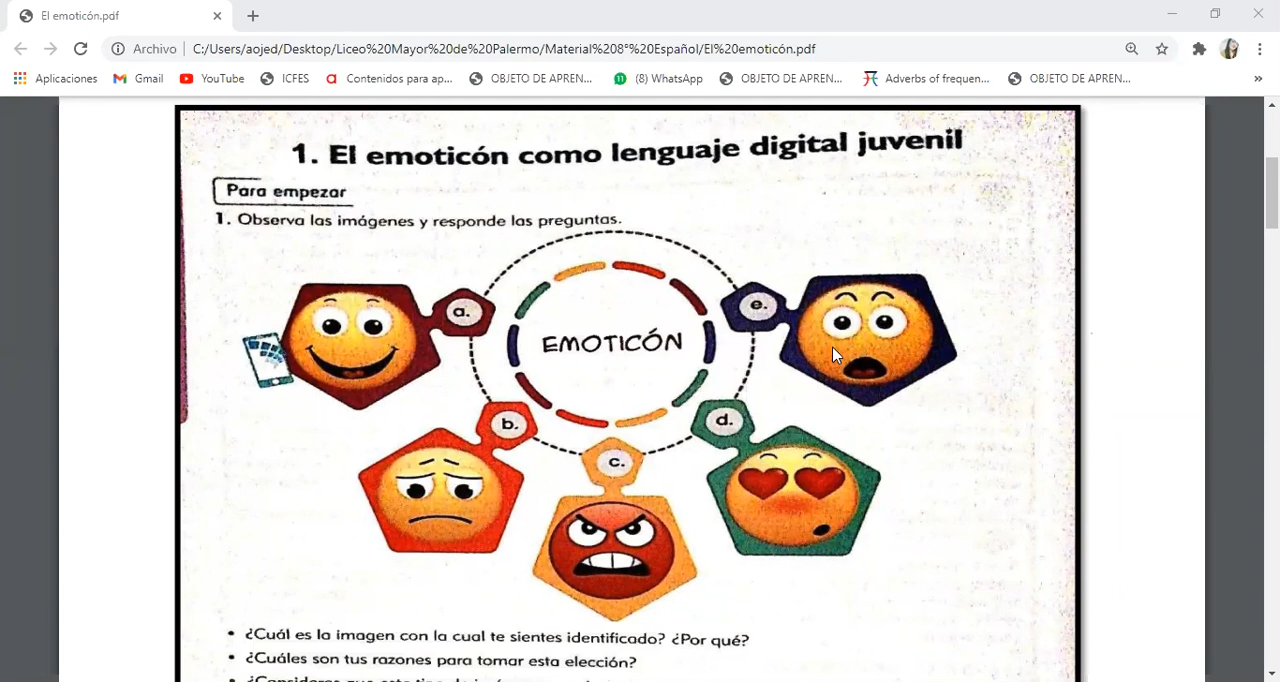 El emoticón.pdf
Archivo | C:/Users/aojed/Desktop/Liceo%20Mayor%20de%20Palermo/Material%208°%20Español/El%20emoticón.pdf
Aplicaciones Gmail YouTube ICFES Contenidos para ap... OBJETO DE APREN... (8) WhatsApp OBJETO DE APREN... Adverbs of frequen... OBJETO DE APREN... »
1. El emoticón como lenguaje digital juvenil
Para empezar
1. Observa las imágenes y responde las preguntas.
a.
e.
EMOTICÓN
b.
d.
c.
• ¿Cuál es la imagen con la cual te sientes identificado? ¿Por qué?
• ¿Cuáles son tus razones para tomar esta elección?